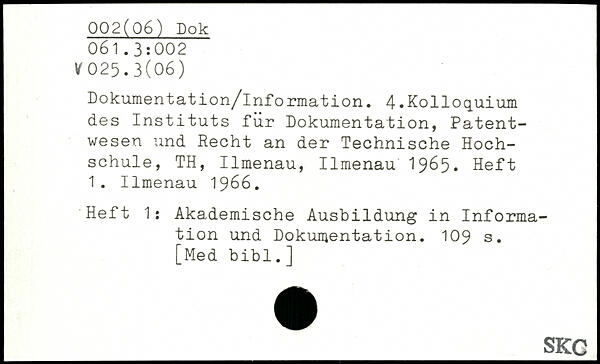 002(06) Dok
061.3:002
V 025.3(06)
Dokumentation/Information. 4.Kolloquium
des Instituts für Dokumentation, Patent-
wesen und Recht an der Technische Hoch-
schule, TH, Ilmenau, Ilmenau 1965. Heft
1. Ilmenau 1966.
Heft 1: Akademische Ausbildung in Informa-
tion und Dokumentation. 109 s.
[Med bibl.]
SKC